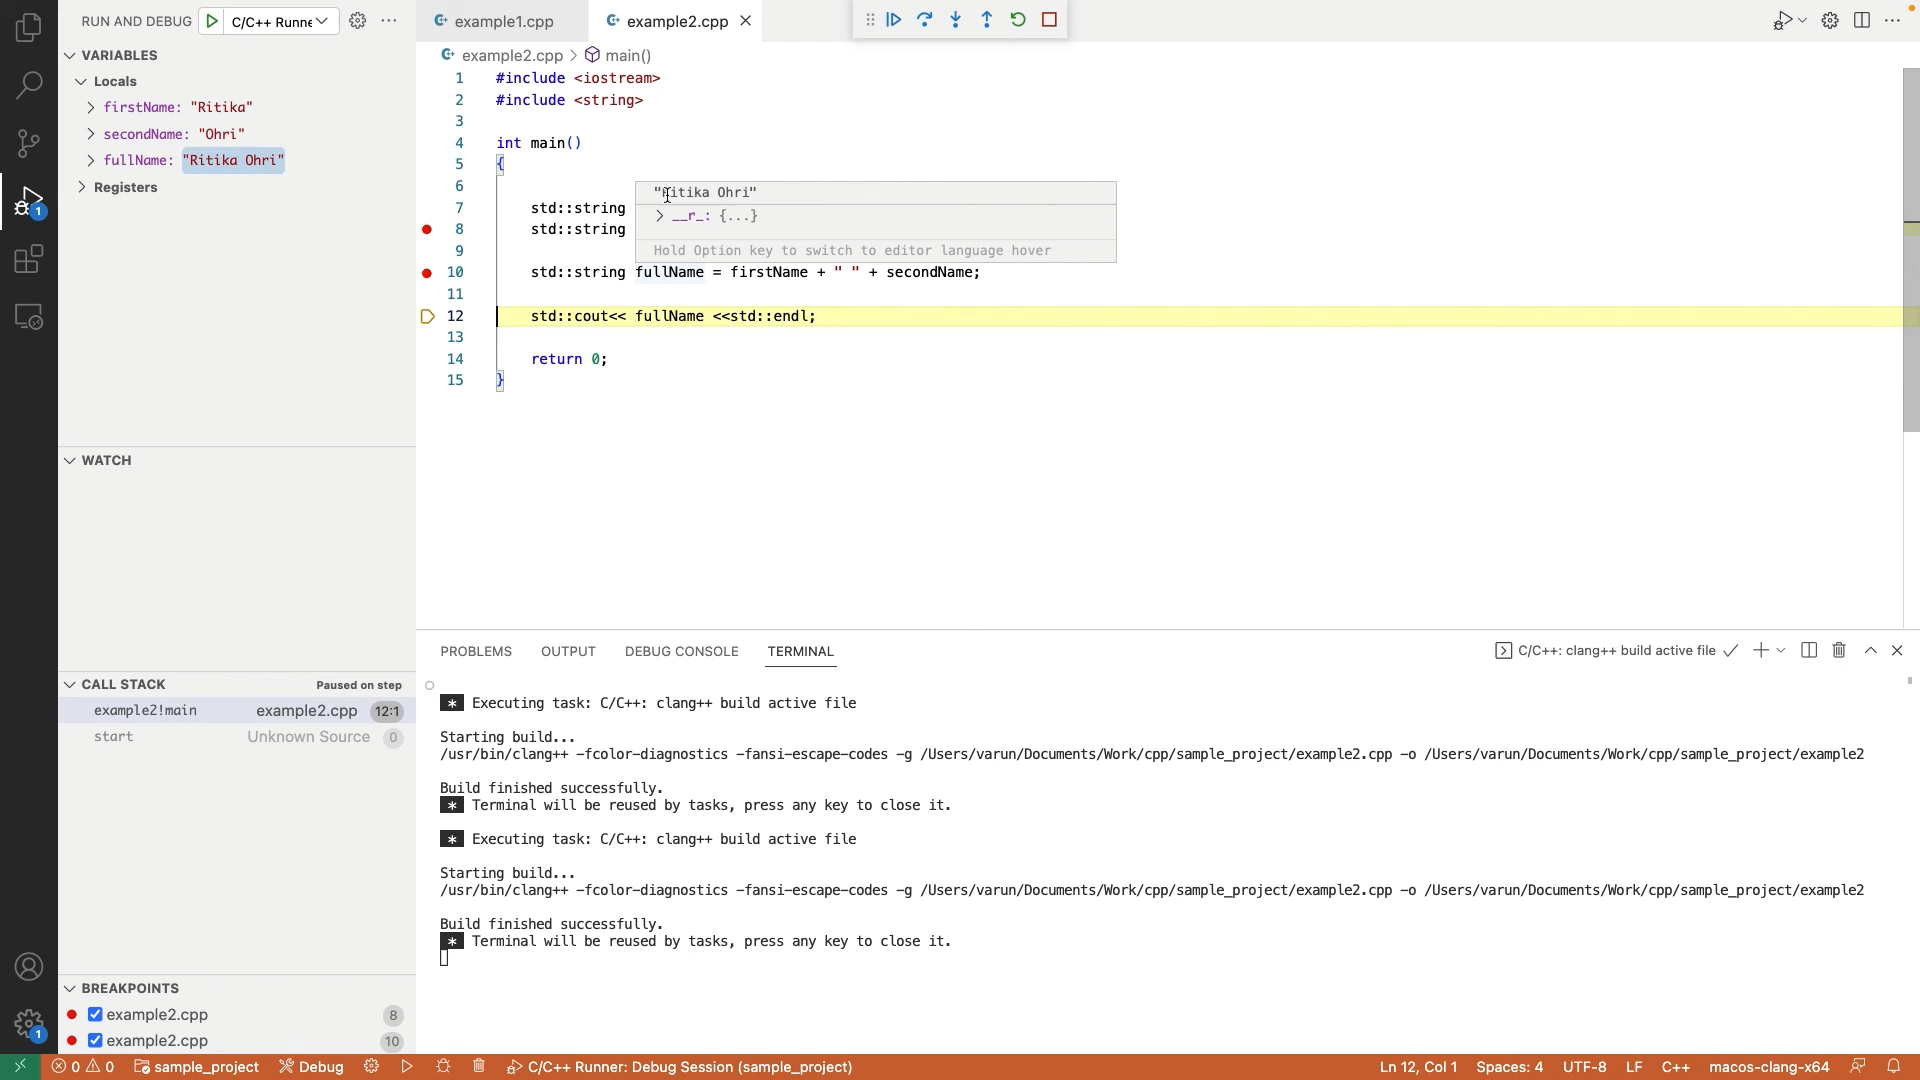 RUN AND DEBUG C/C++ Runne
example1.cpp
example2.cpp
example2.cpp > main()
VARIABLES
Locals
firstName: "Ritika"
secondName: "Ohri"
fullName: "Ritika Ohri"
Registers
1 #include <iostream>
2 #include <string>
3
4 int main()
5 {
6
7 std::string
8 std::string
9
10 std::string fullName = firstName + " " + secondName;
11
12 std::cout<< fullName <<std::endl;
13
14 return 0;
15 }
"Ritika Ohri"
__r_: {...}
Hold Option key to switch to editor language hover
1
WATCH
CALL STACK Paused on step
example2!main example2.cpp 12:1
start Unknown Source 0
BREAKPOINTS
example2.cpp 8
example2.cpp 10
1
PROBLEMS OUTPUT DEBUG CONSOLE TERMINAL
C/C++: clang++ build active file
* Executing task: C/C++: clang++ build active file
Starting build...
/usr/bin/clang++ -fcolor-diagnostics -fansi-escape-codes -g /Users/varun/Documents/Work/cpp/sample_project/example2.cpp -o /Users/varun/Documents/Work/cpp/sample_project/example2
Build finished successfully.
* Terminal will be reused by tasks, press any key to close it.
* Executing task: C/C++: clang++ build active file
Starting build...
/usr/bin/clang++ -fcolor-diagnostics -fansi-escape-codes -g /Users/varun/Documents/Work/cpp/sample_project/example2.cpp -o /Users/varun/Documents/Work/cpp/sample_project/example2
Build finished successfully.
* Terminal will be reused by tasks, press any key to close it.
0 0 sample_project Debug C/C++ Runner: Debug Session (sample_project) Ln 12, Col 1 Spaces: 4 UTF-8 LF C++ macos-clang-x64